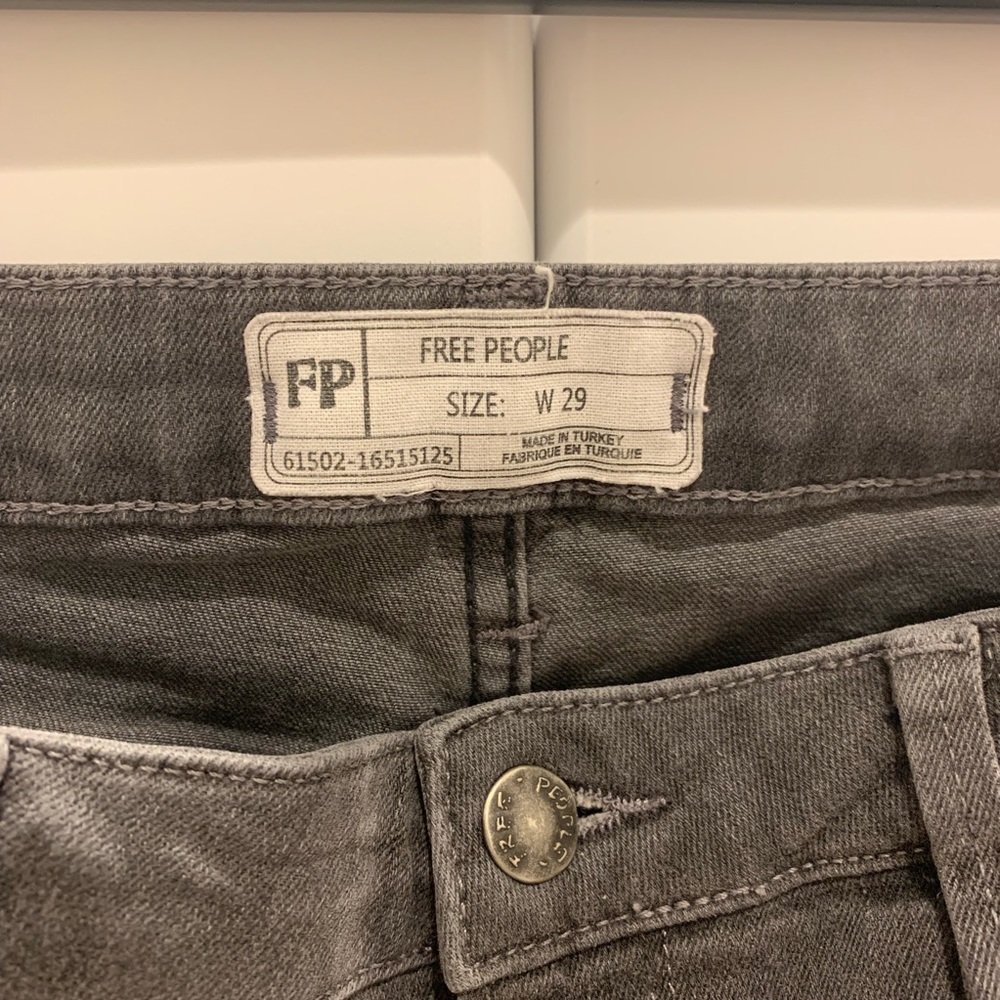 FP
FREE PEOPLE
SIZE: W 29
61502-16515125
MADE IN TURKEY
FABRIQUE EN TURQUIE
FREE · PEOPLE ·